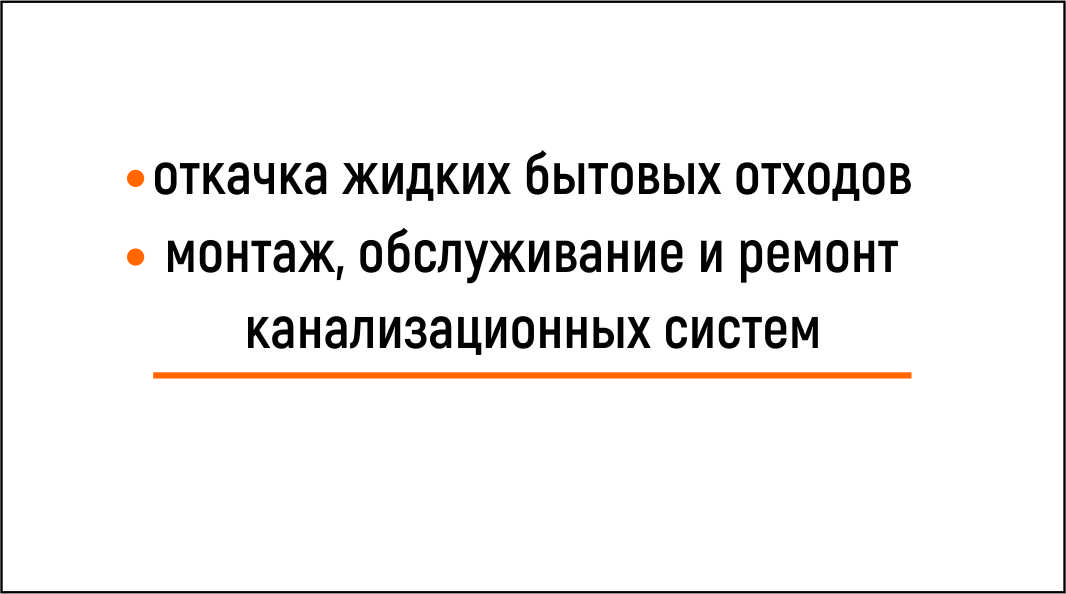 • откачка жидких бытовых отходов
• монтаж, обслуживание и ремонт
канализационных систем